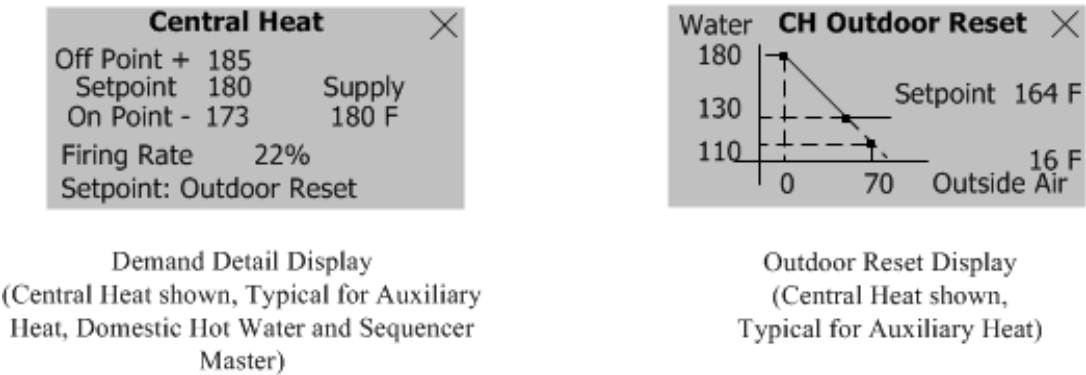 Central Heat
Off Point + 185
Setpoint 180 Supply
On Point - 173 180 F
Firing Rate 22%
Setpoint: Outdoor Reset
Demand Detail Display
(Central Heat shown, Typical for Auxiliary
Heat, Domestic Hot Water and Sequencer
Master)
Water CH Outdoor Reset
180
Setpoint 164 F
130
110
16 F
0 70 Outside Air
Outdoor Reset Display
(Central Heat shown,
Typical for Auxiliary Heat)